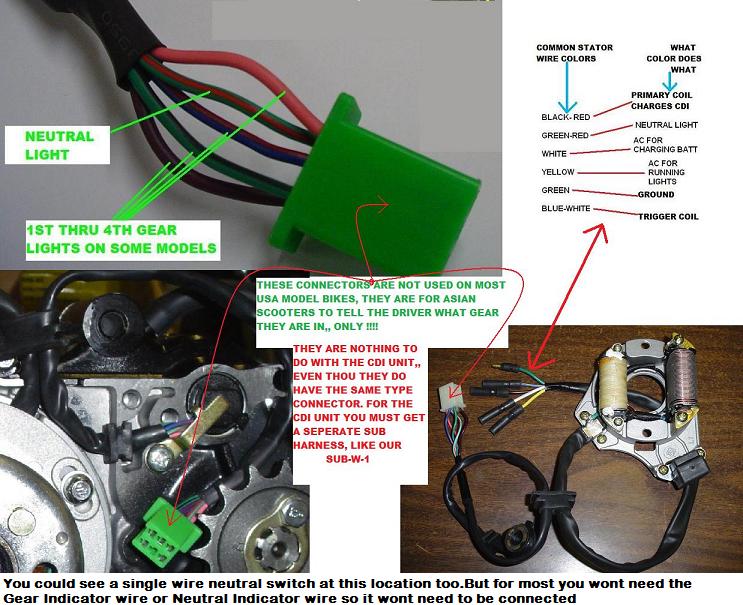 COMMON STATOR
WIRE COLORS
WHAT
COLOR DOES
WHAT
BLACK-RED
PRIMARY COIL
CHARGES CDI
GREEN-RED
NEUTRAL LIGHT
WHITE
AC FOR
CHARGING BATT
YELLOW
AC FOR
RUNNING
LIGHTS
GREEN
GROUND
BLUE-WHITE
TRIGGER COIL
NEUTRAL
LIGHT
1ST THRU 4TH GEAR
LIGHTS ON SOME MODELS
THESE CONNECTORS ARE NOT USED ON MOST
USA MODEL BIKES, THEY ARE FOR ASIAN
SCOOTERS TO TELL THE DRIVER WHAT GEAR
THEY ARE IN,, ONLY !!!!
THEY ARE NOTHING TO
DO WITH THE CDI UNIT,,
EVEN THOU THEY DO
HAVE THE SAME TYPE
CONNECTOR. FOR THE
CDI UNIT YOU MUST GET
A SEPERATE SUB
HARNESS, LIKE OUR
SUB-W-1
You could see a single wire neutral switch at this location too.But for most you wont need the
Gear Indicator wire or Neutral Indicator wire so it wont need to be connected